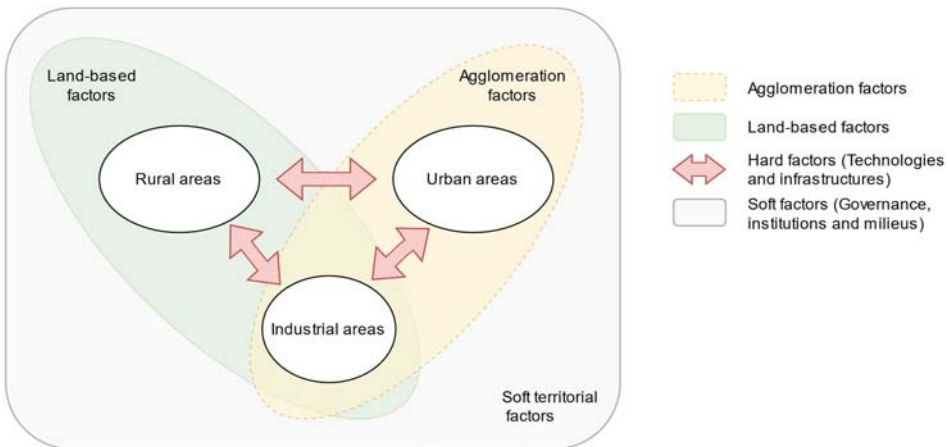 Land-based
factors
Agglomeration
factors
Rural areas
Urban areas
Industrial areas
Soft territorial
factors
Agglomeration factors
Land-based factors
Hard factors (Technologies
and infrastructures)
Soft factors (Governance,
institutions and milieus)